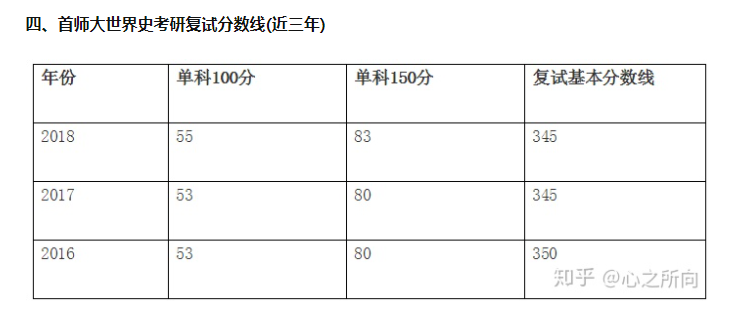 四、首师大世界史考研复试分数线(近三年)
年份 单科100分 单科150分 复试基本分数线
2018 55 83 345
2017 53 80 345
2016 53 80 350
知乎 @心之所向